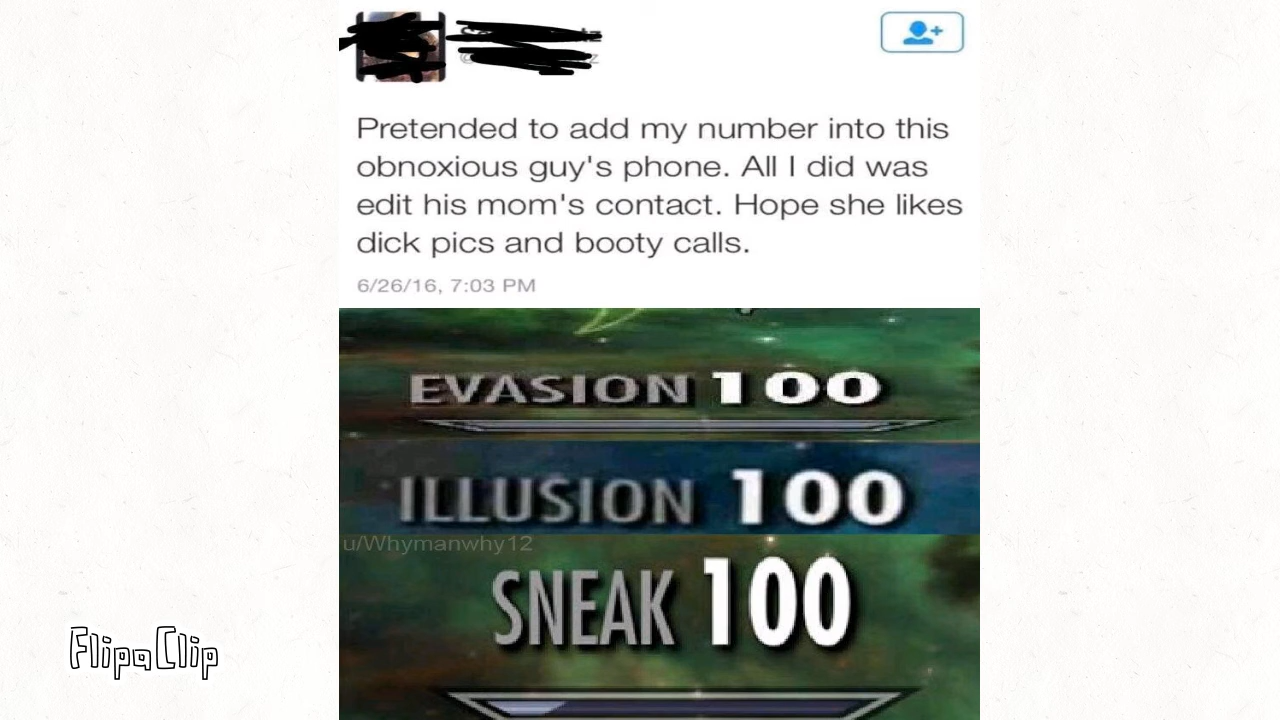 Pretended to add my number into this
obnoxious guy's phone. All I did was
edit his mom's contact. Hope she likes
dick pics and booty calls.
6/26/16, 7:03 PM
EVASION 100
ILLUSION 100
u/Whymanwhy12
SNEAK 100
FlipaClip